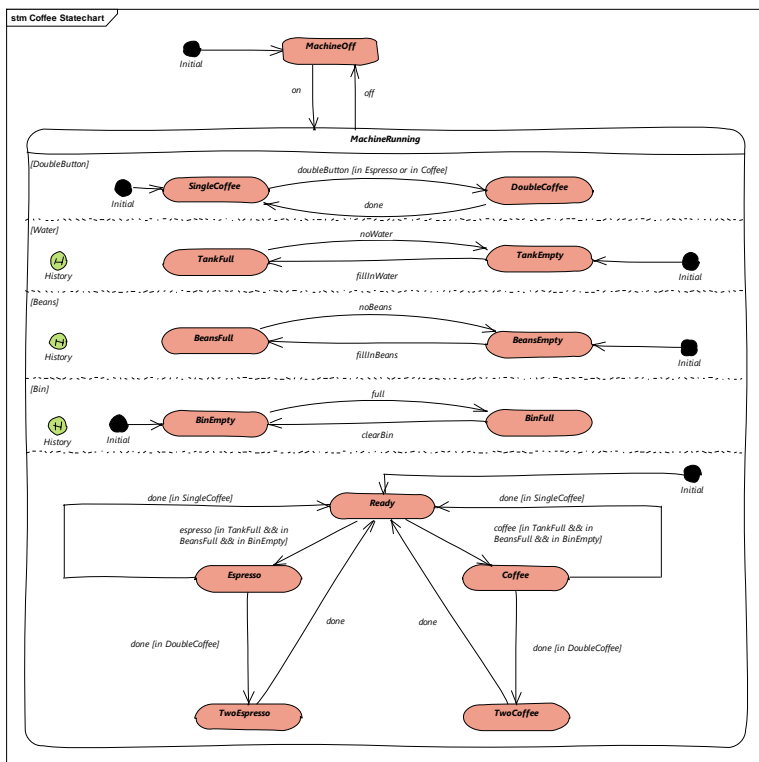 stm Coffee Statechart
MachineOff
Initial
on
off
MachineRunning
[DoubleButton]
doubleButton [in Espresso or in Coffee]
SingleCoffee
DoubleCoffee
Initial
done
[Water]
noWater
TankFull
TankEmpty
History
fillInWater
Initial
[Beans]
noBeans
BeansFull
BeansEmpty
History
fillInBeans
Initial
[Bin]
full
BinEmpty
BinFull
History
Initial
clearBin
Initial
done [in SingleCoffee]
Ready
done [in SingleCoffee]
espresso [in TankFull && in
BeansFull && in BinEmpty]
coffee [in TankFull && in
BeansFull && in BinEmpty]
Espresso
Coffee
done
done
done [in DoubleCoffee]
done [in DoubleCoffee]
TwoEspresso
TwoCoffee